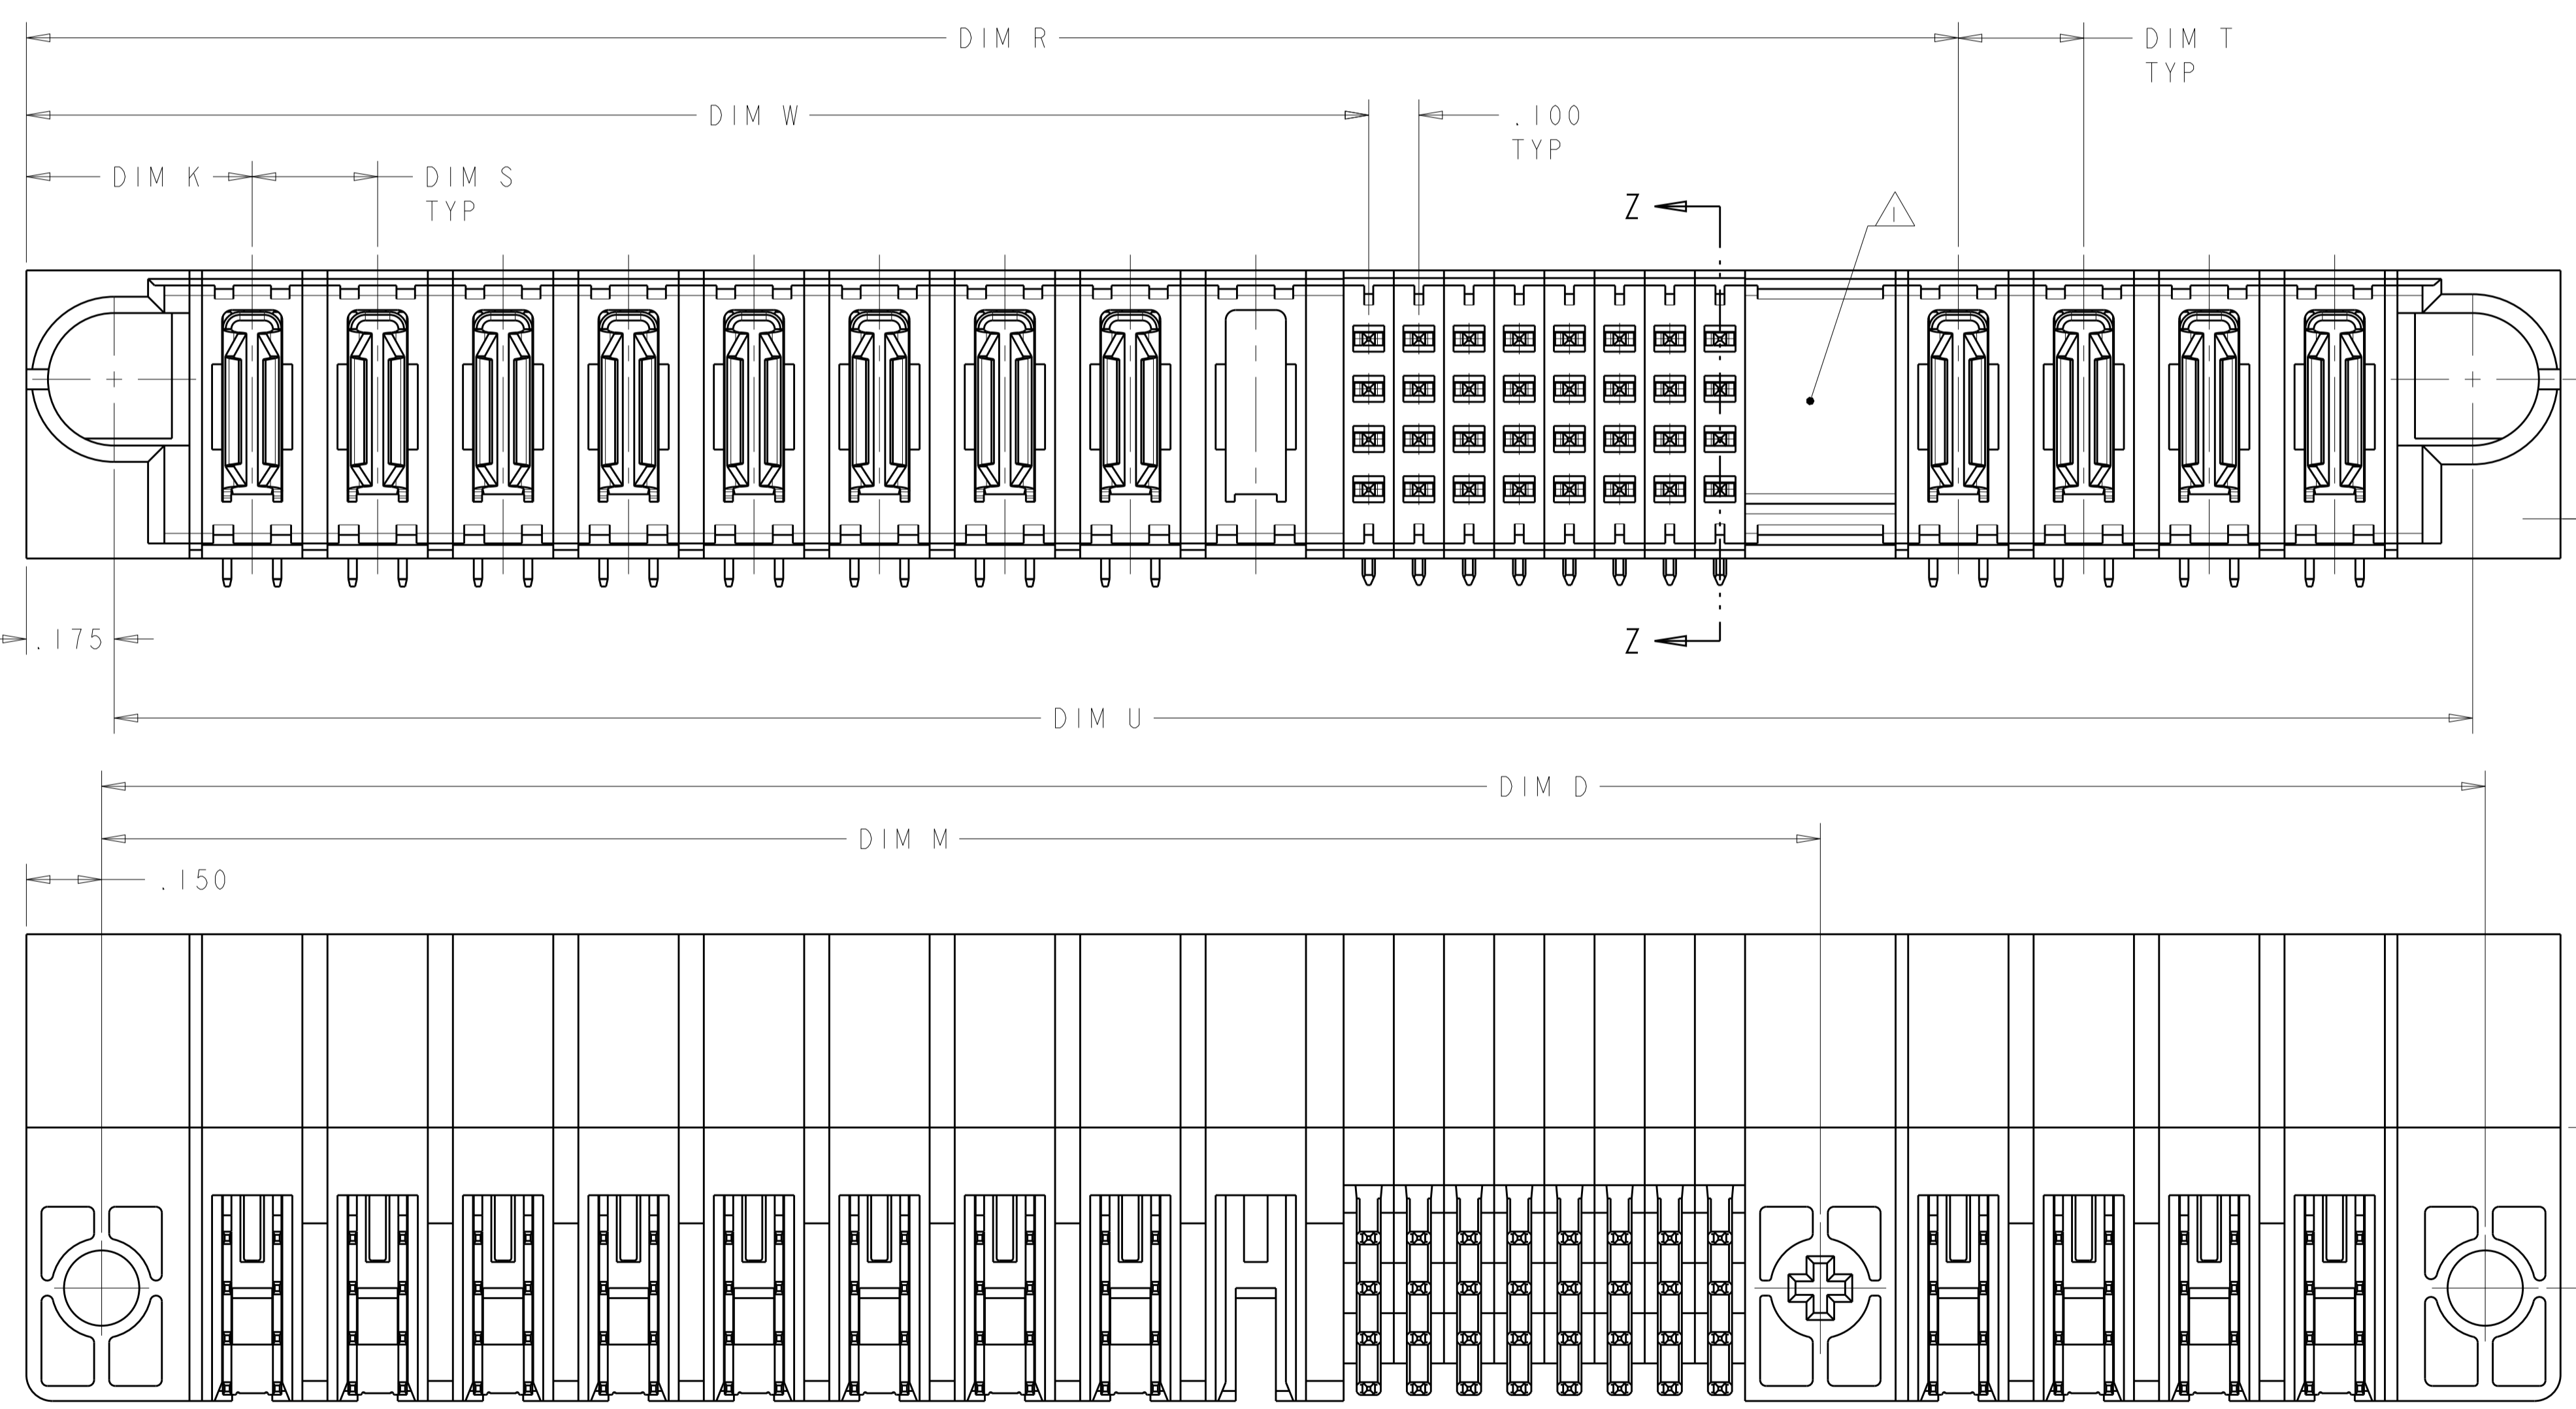 DIM R
DIM T
TYP
DIM W
.100
TYP
DIM K
DIM S
TYP
Z
1
Z
.175
DIM U
DIM D
DIM M
.150